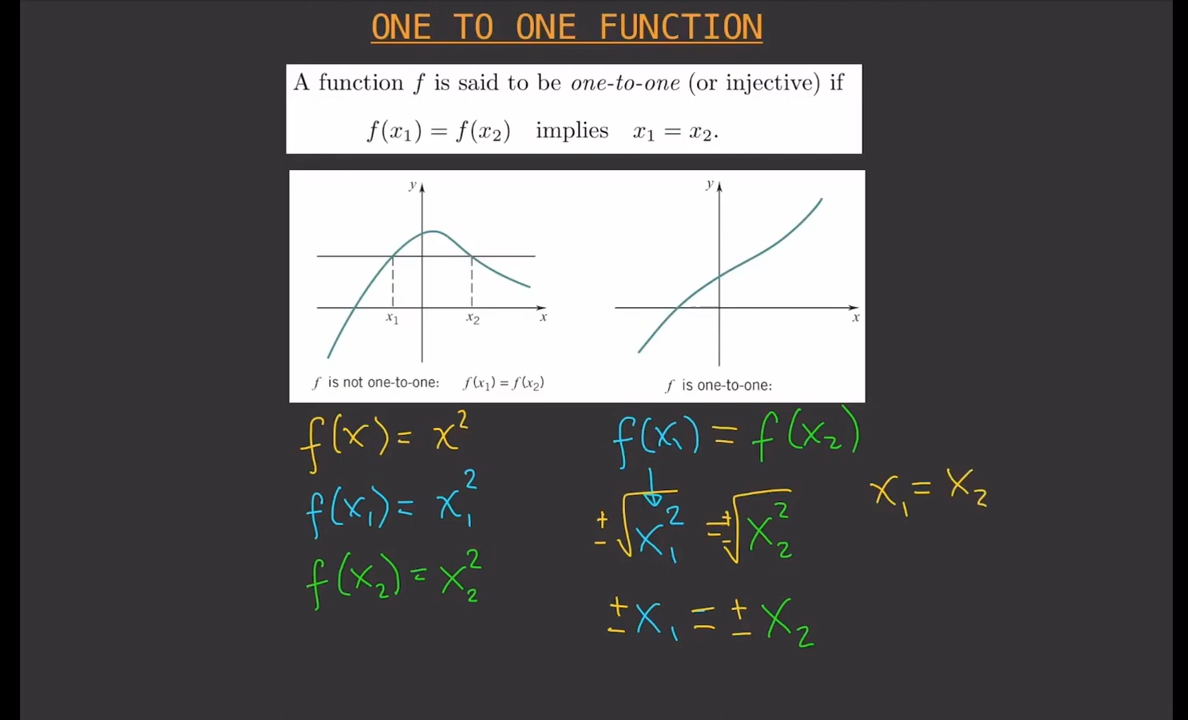 ONE TO ONE FUNCTION
A function f is said to be one-to-one (or injective) if
f(x₁) = f(x₂) implies x₁ = x₂.
y
x₁ x₂ x
f is not one-to-one: f(x₁) = f(x₂)
y
x
f is one-to-one:
f(x) = x²
f(x₁) = x₁²
f(x₂) = x₂²
f(x₁) = f(x₂)
±√x₁² = ±√x₂²
±x₁ = ±x₂
x₁ = x₂